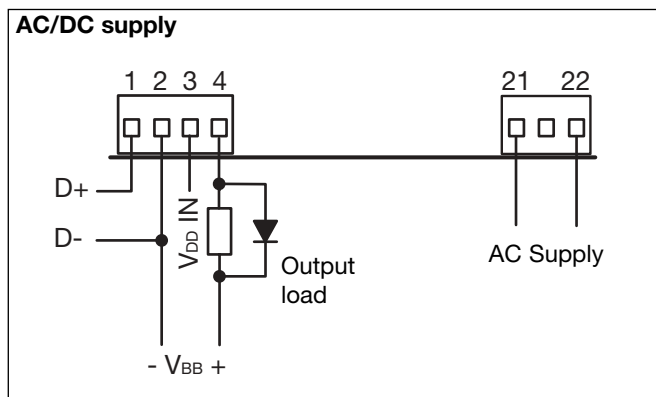 AC/DC supply
1 2 3 4
21 22
D+
D-
VDD IN
Output
load
AC Supply
- VBB +